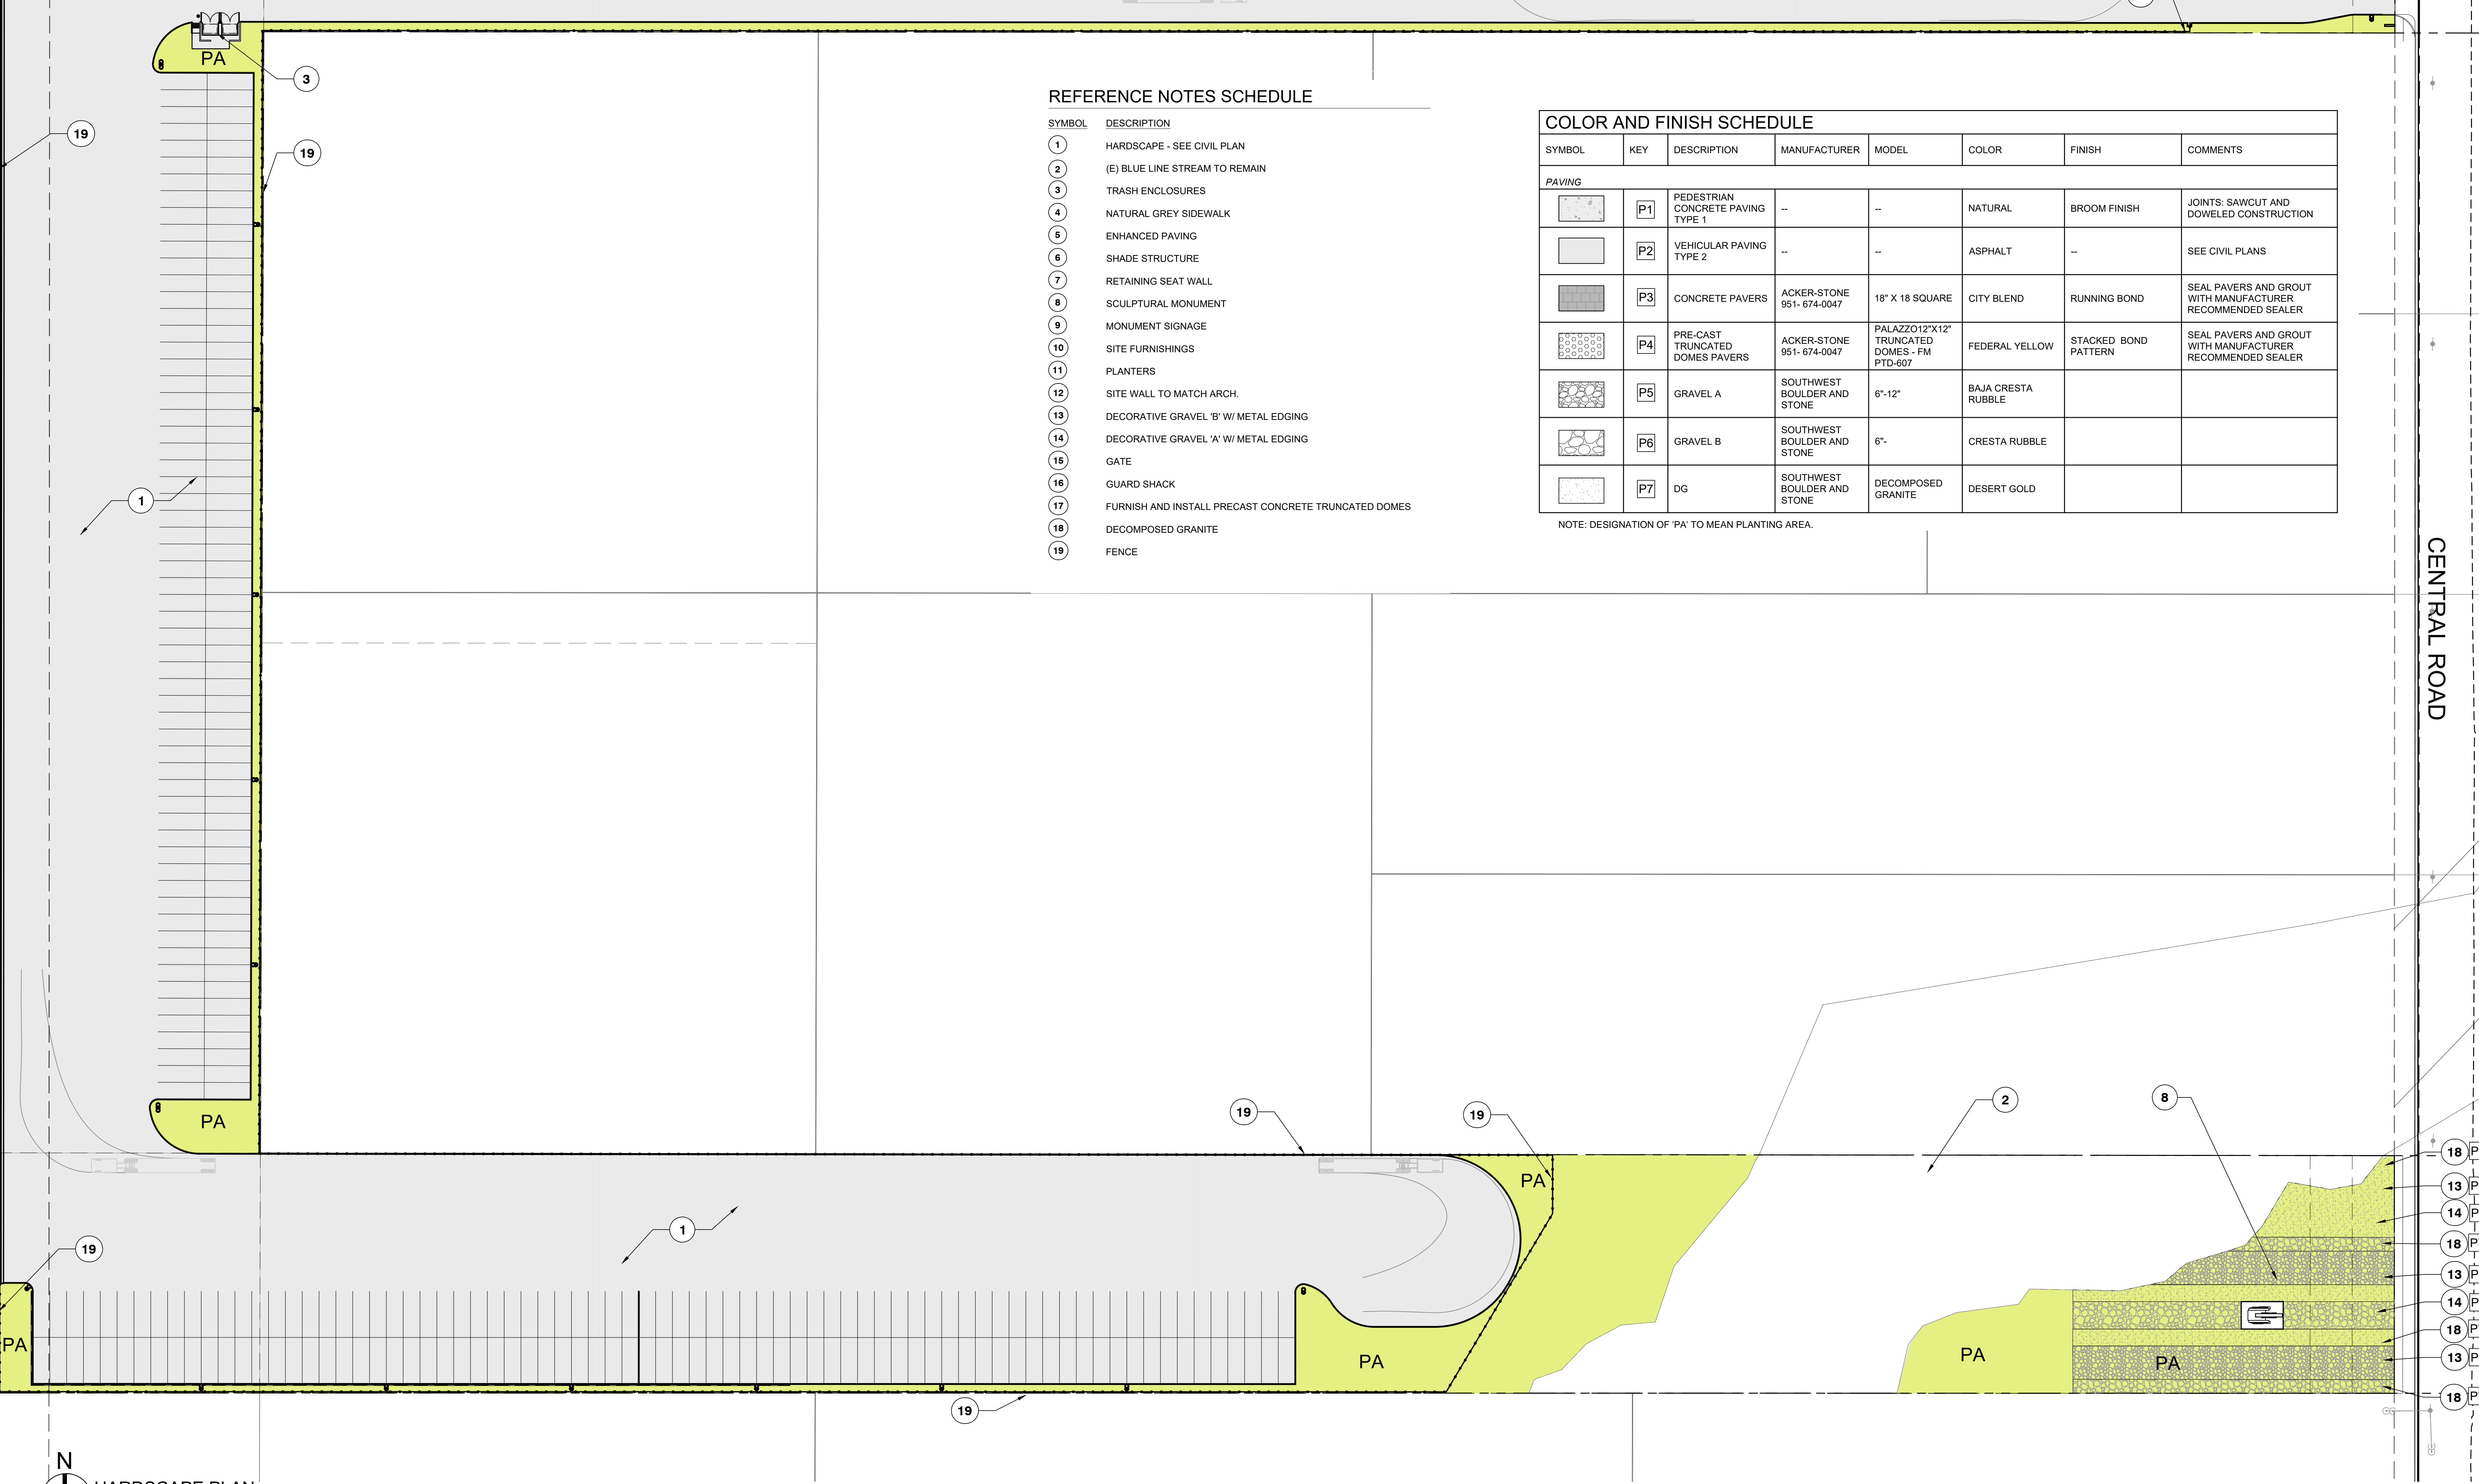 PA
3
19
19
1
REFERENCE NOTES SCHEDULE
SYMBOL DESCRIPTION
1 HARDSCAPE - SEE CIVIL PLAN
2 (E) BLUE LINE STREAM TO REMAIN
3 TRASH ENCLOSURES
4 NATURAL GREY SIDEWALK
5 ENHANCED PAVING
6 SHADE STRUCTURE
7 RETAINING SEAT WALL
8 SCULPTURAL MONUMENT
9 MONUMENT SIGNAGE
10 SITE FURNISHINGS
11 PLANTERS
12 SITE WALL TO MATCH ARCH.
13 DECORATIVE GRAVEL 'B' W/ METAL EDGING
14 DECORATIVE GRAVEL 'A' W/ METAL EDGING
15 GATE
16 GUARD SHACK
17 FURNISH AND INSTALL PRECAST CONCRETE TRUNCATED DOMES
18 DECOMPOSED GRANITE
19 FENCE
COLOR AND FINISH SCHEDULE
SYMBOL KEY DESCRIPTION MANUFACTURER MODEL COLOR FINISH COMMENTS
PAVING
P1
PEDESTRIAN
CONCRETE PAVING
TYPE 1
--
--
NATURAL
BROOM FINISH
JOINTS: SAWCUT AND
DOWELED CONSTRUCTION
P2
VEHICULAR PAVING
TYPE 2
--
--
ASPHALT
--
SEE CIVIL PLANS
P3
CONCRETE PAVERS
ACKER-STONE
951- 674-0047
18" X 18 SQUARE
CITY BLEND
RUNNING BOND
SEAL PAVERS AND GROUT
WITH MANUFACTURER
RECOMMENDED SEALER
P4
PRE-CAST
TRUNCATED
DOMES PAVERS
ACKER-STONE
951- 674-0047
PALAZZO12"X12"
TRUNCATED
DOMES - FM
PTD-607
FEDERAL YELLOW
STACKED BOND
PATTERN
SEAL PAVERS AND GROUT
WITH MANUFACTURER
RECOMMENDED SEALER
P5
GRAVEL A
SOUTHWEST
BOULDER AND
STONE
6"-12"
BAJA CRESTA
RUBBLE
P6
GRAVEL B
SOUTHWEST
BOULDER AND
STONE
6"-
CRESTA RUBBLE
P7
DG
SOUTHWEST
BOULDER AND
STONE
DECOMPOSED
GRANITE
DESERT GOLD
NOTE: DESIGNATION OF 'PA' TO MEAN PLANTING AREA.
CENTRAL ROAD
PA
19
19
2
8
PA
1
19
PA
PA
PA
PA
19
18 P
13 P
14 P
18 P
13 P
14 P
18 P
13 P
18 P
N
HARDSCAPE PLAN